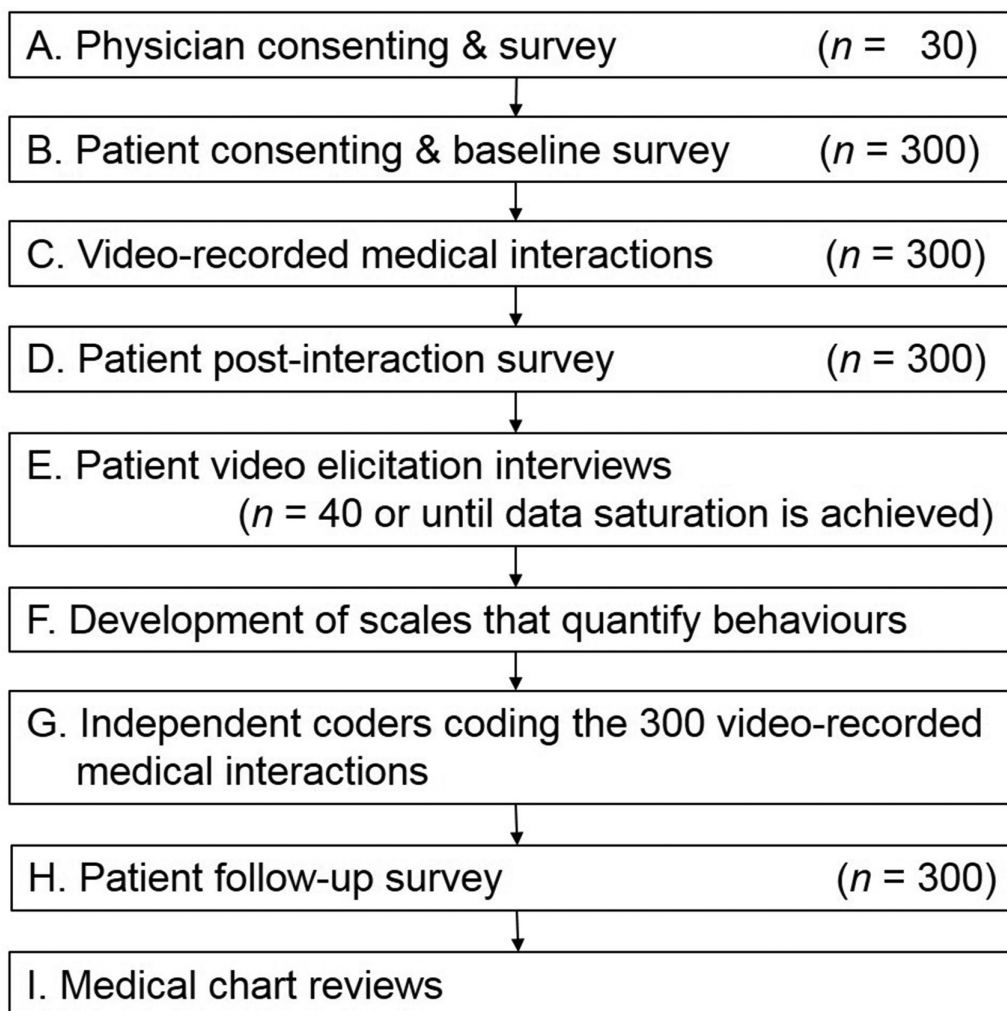 A. Physician consenting & survey (n = 30)
B. Patient consenting & baseline survey (n = 300)
C. Video-recorded medical interactions (n = 300)
D. Patient post-interaction survey (n = 300)
E. Patient video elicitation interviews
(n = 40 or until data saturation is achieved)
F. Development of scales that quantify behaviours
G. Independent coders coding the 300 video-recorded
medical interactions
H. Patient follow-up survey (n = 300)
I. Medical chart reviews